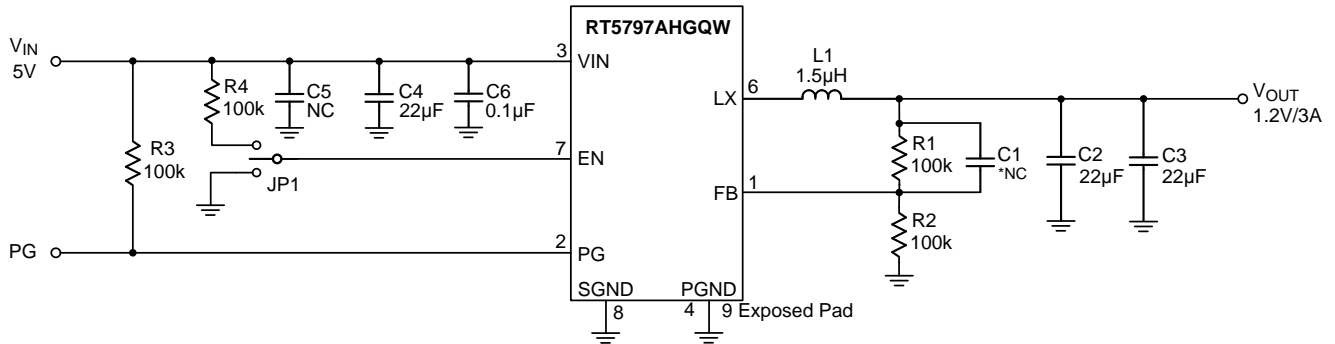 RT5797AHGQW
VIN
5V
3
VIN
R4
100k
C5
NC
C4
22µF
C6
0.1µF
L1
1.5µH
6
LX
VOUT
1.2V/3A
R3
100k
JP1
7
EN
R1
100k
C1
*NC
C2
22µF
C3
22µF
FB
1
R2
100k
PG
2
PG
SGND
PGND
8
4
9 Exposed Pad